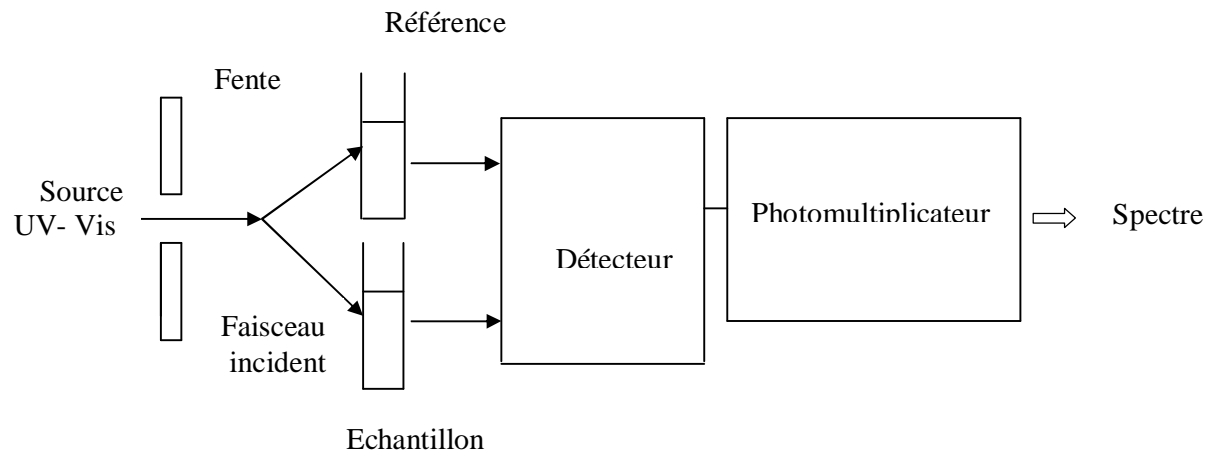 Référence
Fente
Source
UV- Vis
Faisceau
incident
Echantillon
Détecteur
Photomultiplicateur
Spectre